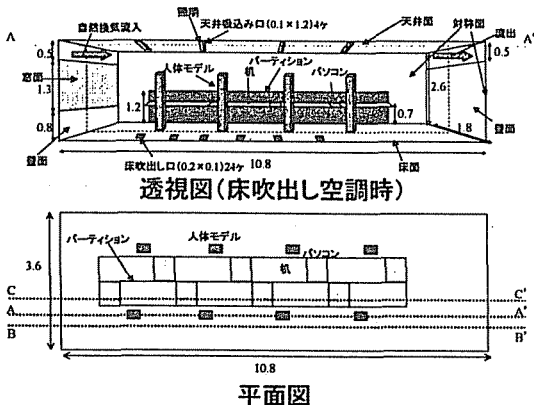 照明
A 自然換気流入 天井吸込み口(0.1×1.2)4ヶ 天井面 対称面 A'
流出
0.5 人体モデル パーティション 机 パソコン 0.5
窓面
1.3 1.2 2.6
0.7
0.8 1.8 壁面
壁面 床吹出し口(0.2×0.1)24ヶ 床面
10.8
透視図(床吹出し空調時)
パーティション 人体モデル パソコン
机
3.6
C C'
A A'
B B'
10.8
平面図